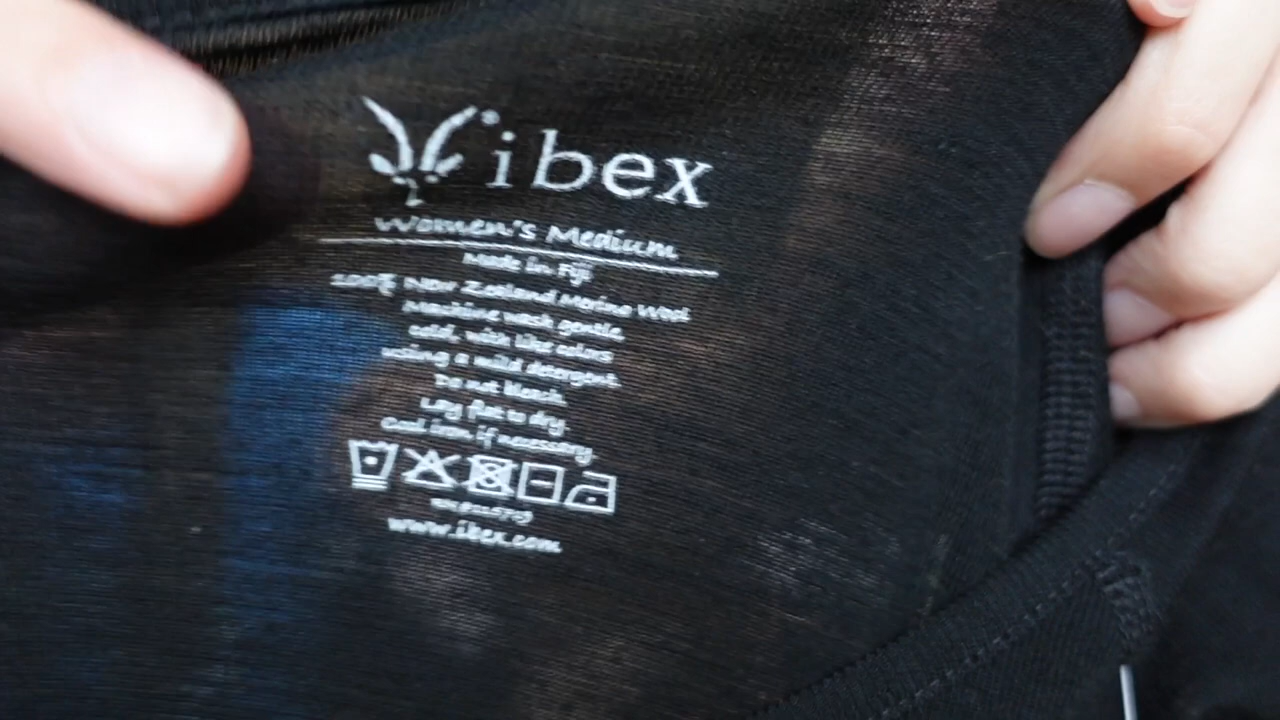 ibex
Women's Medium
Made in Fiji
100% New Zealand Merino Wool
Machine wash gentle
cold, with like colors
using a mild detergent.
Do not bleach.
Lay flat to dry.
Cool iron if necessary.
www.ibex.com